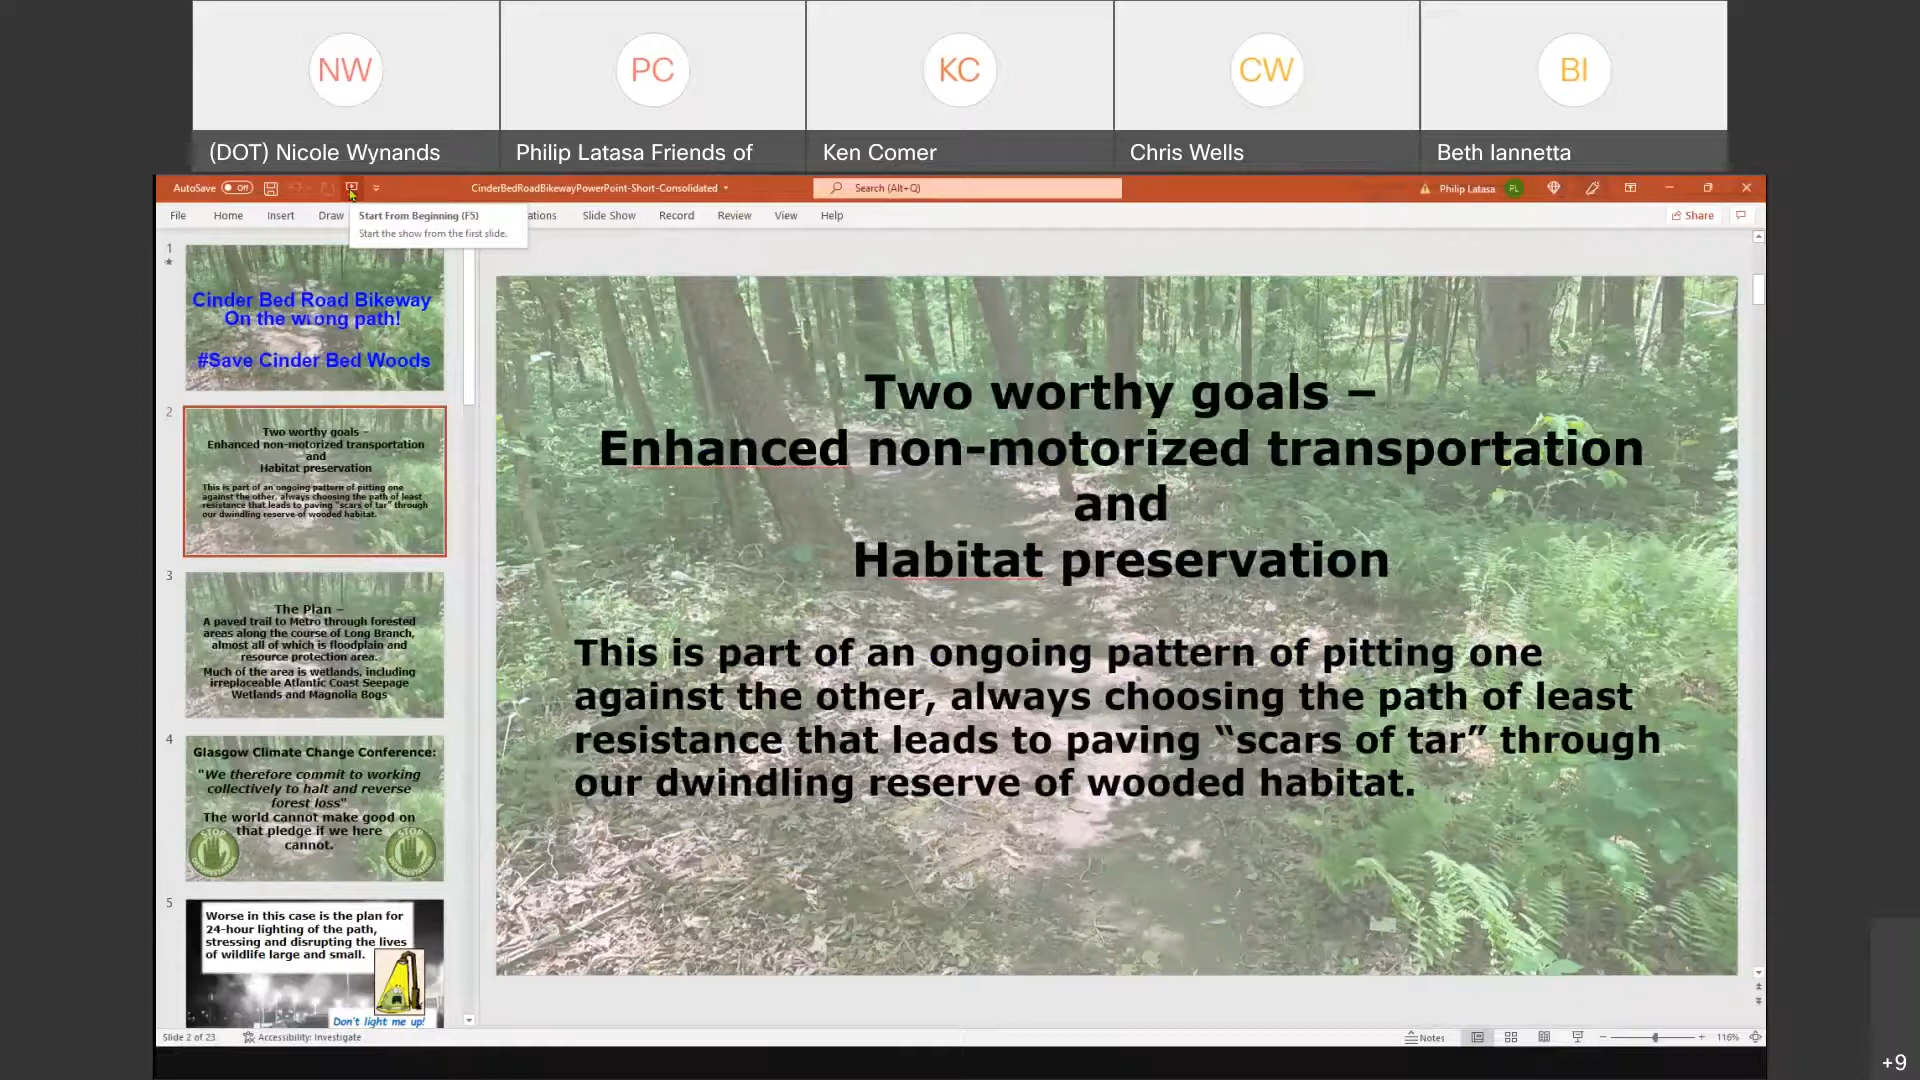 NW
PC
KC
CW
BI
(DOT) Nicole Wynands
Philip Latasa Friends of
Ken Comer
Chris Wells
Beth Iannetta
AutoSave Off
CinderBedRoadBikewayPowerPoint-Short-Consolidated
Search (Alt+Q)
Philip Latasa
PL
File
Home
Insert
Draw
ations
Slide Show
Record
Review
View
Help
Share
Start From Beginning (F5)
Start the show from the first slide.
1
Cinder Bed Road Bikeway
On the wrong path!
#Save Cinder Bed Woods
2
Two worthy goals –
Enhanced non-motorized transportation
and
Habitat preservation
This is part of an ongoing pattern of pitting one
against the other, always choosing the path of least
resistance that leads to paving “scars of tar” through
our dwindling reserve of wooded habitat.
3
The Plan –
A paved trail to Metro through forested
areas along the course of Long Branch,
almost all of which is floodplain and
resource protection area.
Much of the area is wetlands, including
irreplaceable Atlantic Coast Seepage
Wetlands and Magnolia Bogs
4
Glasgow Climate Change Conference:
"We therefore commit to working
collectively to halt and reverse
forest loss"
The world cannot make good on
that pledge if we here
cannot.
STOP
STOP
5
Worse in this case is the plan for
24-hour lighting of the path,
stressing and disrupting the lives
of wildlife large and small.
Don't light me up!
Two worthy goals –
Enhanced non-motorized transportation
and
Habitat preservation
This is part of an ongoing pattern of pitting one
against the other, always choosing the path of least
resistance that leads to paving “scars of tar” through
our dwindling reserve of wooded habitat.
Slide 2 of 23
Accessibility: Investigate
Notes
116%
+9